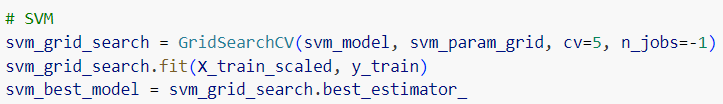 # SVM
svm_grid_search = GridSearchCV(svm_model, svm_param_grid, cv=5, n_jobs=-1)
svm_grid_search.fit(X_train_scaled, y_train)
svm_best_model = svm_grid_search.best_estimator_